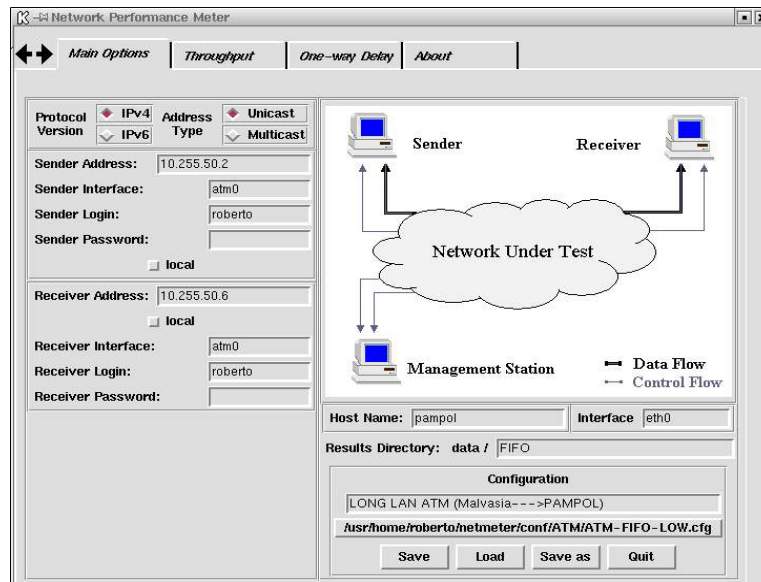 Network Performance Meter
Main Options
Throughput
One-way Delay
About
Protocol Version
IPv4
IPv6
Address Type
Unicast
Multicast
Sender Address: 10.255.50.2
Sender Interface: atm0
Sender Login: roberto
Sender Password:
local
Receiver Address: 10.255.50.6
local
Receiver Interface: atm0
Receiver Login: roberto
Receiver Password:
Sender
Receiver
Network Under Test
Management Station
Data Flow
Control Flow
Host Name: pampol
Interface eth0
Results Directory: data / FIFO
Configuration
LONG LAN ATM (Malvasia--->PAMPOL)
/usr/home/roberto/netmeter/conf/ATM/ATM-FIFO-LOW.cfg
Save Load Save as Quit